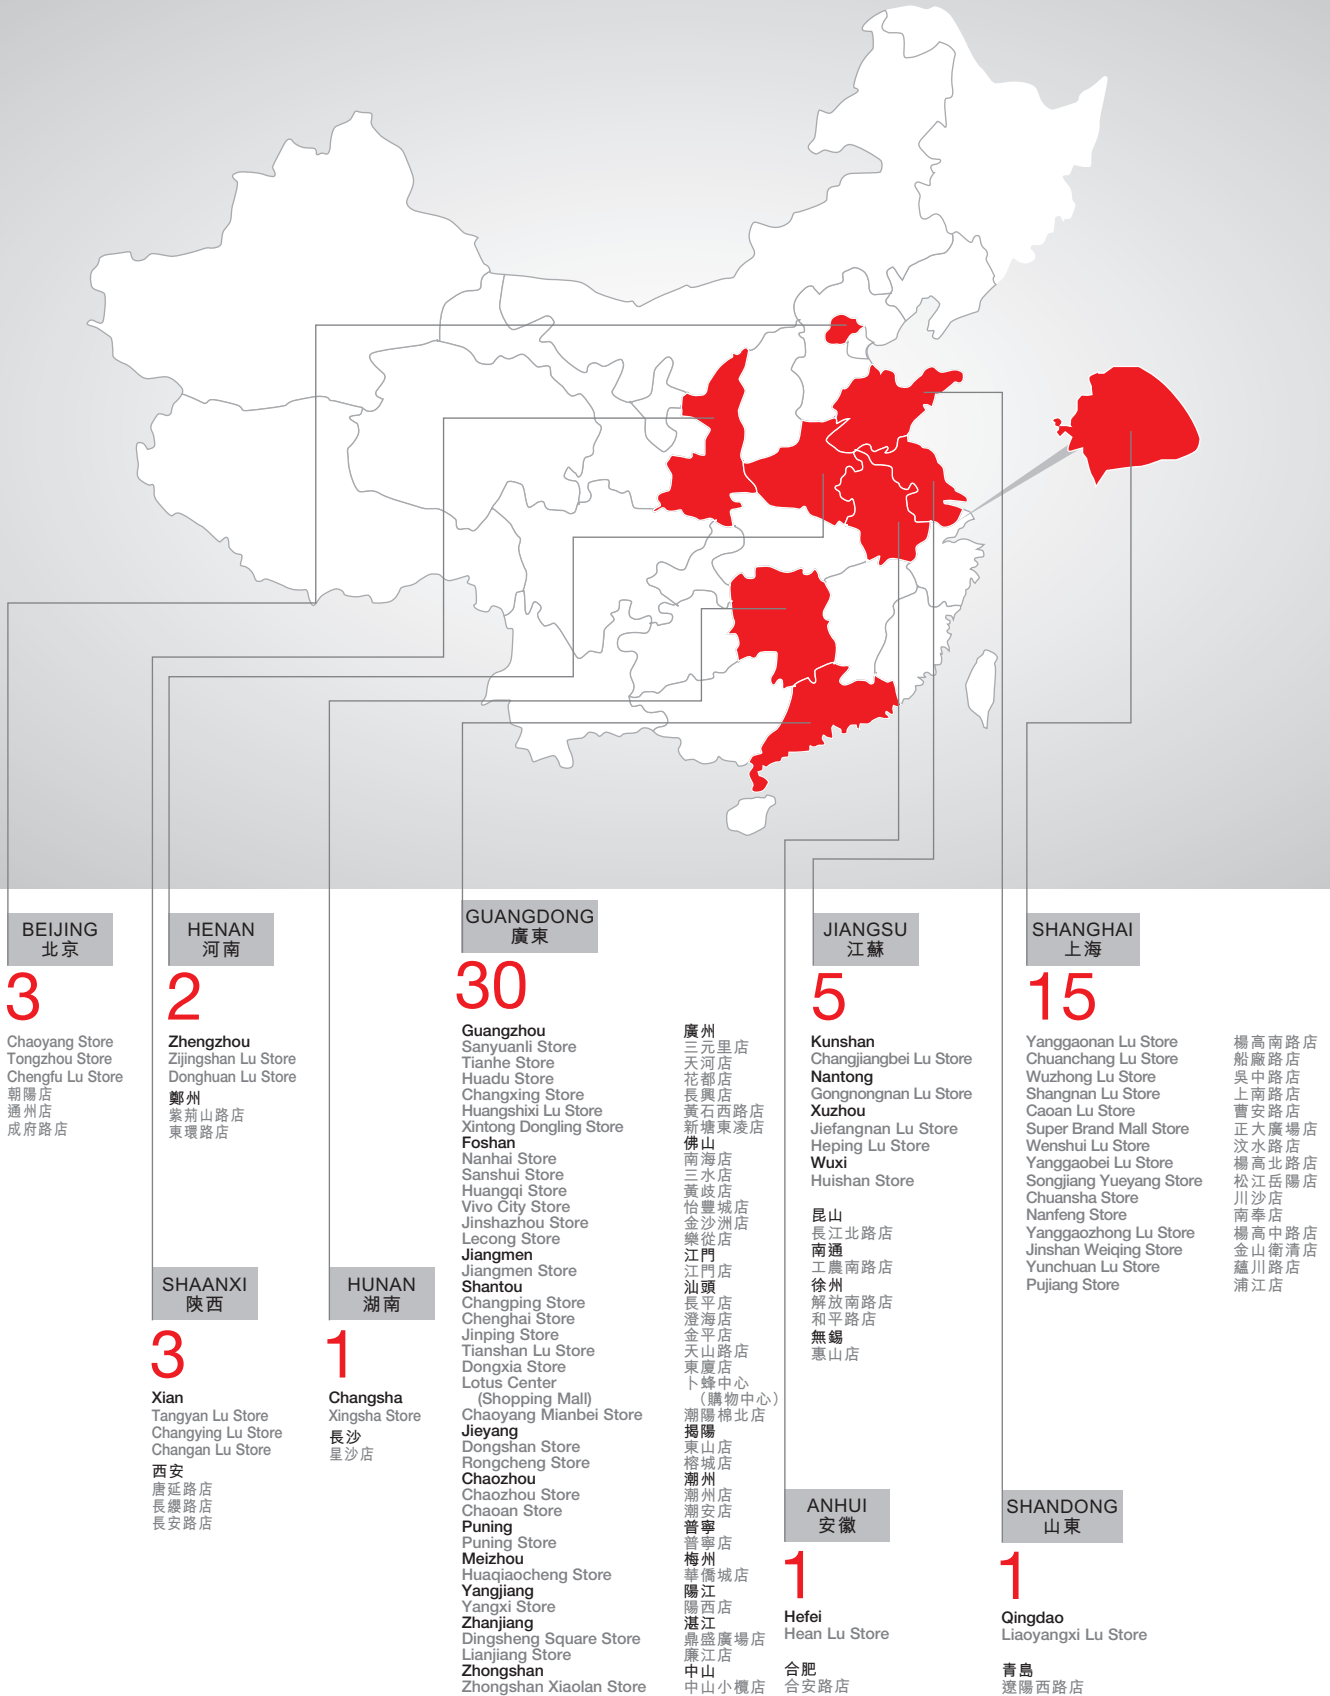 BEIJING
北京
3
Chaoyang Store
Tongzhou Store
Chengfu Lu Store
朝陽店
通州店
成府路店
HENAN
河南
2
Zhengzhou
Zijingshan Lu Store
Donghuan Lu Store
鄭州
紫荊山路店
東環路店
SHAANXI
陝西
3
Xian
Tangyan Lu Store
Changying Lu Store
Changan Lu Store
西安
唐延路店
長纓路店
長安路店
HUNAN
湖南
1
Changsha
Xingsha Store
長沙
星沙店
GUANGDONG
廣東
30
Guangzhou 廣州
Sanyuanli Store 三元里店
Tianhe Store 天河店
Huadu Store 花都店
Changxing Store 長興店
Huangshixi Lu Store 黃石西路店
Xintong Dongling Store 新塘東凌店
Foshan 佛山
Nanhai Store 南海店
Sanshui Store 三水店
Huangqi Store 黃歧店
Vivo City Store 怡豐城店
Jinshazhou Store 金沙洲店
Lecong Store 樂從店
Jiangmen 江門
Jiangmen Store 江門店
Shantou 汕頭
Changping Store 長平店
Chenghai Store 澄海店
Jinping Store 金平店
Tianshan Lu Store 天山路店
Dongxia Store 東廈店
Lotus Center 卜蜂中心
(Shopping Mall) （購物中心）
Chaoyang Mianbei Store 潮陽棉北店
Jieyang 揭陽
Dongshan Store 東山店
Rongcheng Store 榕城店
Chaozhou 潮州
Chaozhou Store 潮州店
Chaoan Store 潮安店
Puning 普寧
Puning Store 普寧店
Meizhou 梅州
Huaqiaocheng Store 華僑城店
Yangjiang 陽江
Yangxi Store 陽西店
Zhanjiang 湛江
Dingsheng Square Store 鼎盛廣場店
Lianjiang Store 廉江店
Zhongshan 中山
Zhongshan Xiaolan Store 中山小欖店
JIANGSU
江蘇
5
Kunshan
Changjiangbei Lu Store
Nantong
Gongnongnan Lu Store
Xuzhou
Jiefangnan Lu Store
Heping Lu Store
Wuxi
Huishan Store
昆山
長江北路店
南通
工農南路店
徐州
解放南路店
和平路店
無錫
惠山店
ANHUI
安徽
1
Hefei
Hean Lu Store
合肥
合安路店
SHANGHAI
上海
15
Yanggaonan Lu Store 楊高南路店
Chuanchang Lu Store 船廠路店
Wuzhong Lu Store 吳中路店
Shangnan Lu Store 上南路店
Caoan Lu Store 曹安路店
Super Brand Mall Store 正大廣場店
Wenshui Lu Store 汶水路店
Yanggaobei Lu Store 楊高北路店
Songjiang Yueyang Store 松江岳陽店
Chuansha Store 川沙店
Nanfeng Store 南奉店
Yanggaozhong Lu Store 楊高中路店
Jinshan Weiqing Store 金山衛清店
Yunchuan Lu Store 蘊川路店
Pujiang Store 浦江店
SHANDONG
山東
1
Qingdao
Liaoyangxi Lu Store
青島
遼陽西路店